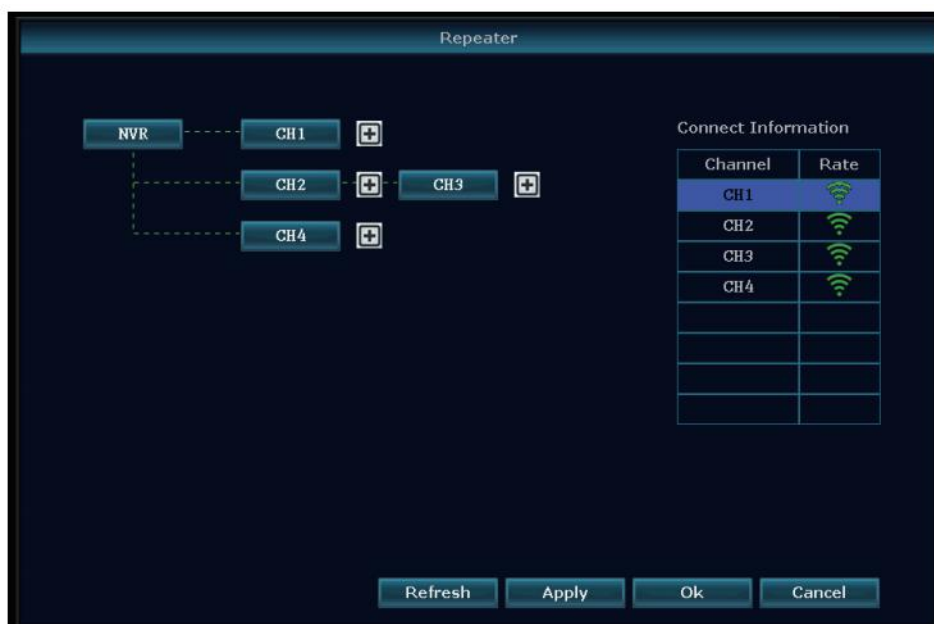 Repeater
NVR CH1
CH2 CH3
CH4
Connect Information
Channel Rate
CH1
CH2
CH3
CH4
Refresh Apply Ok Cancel